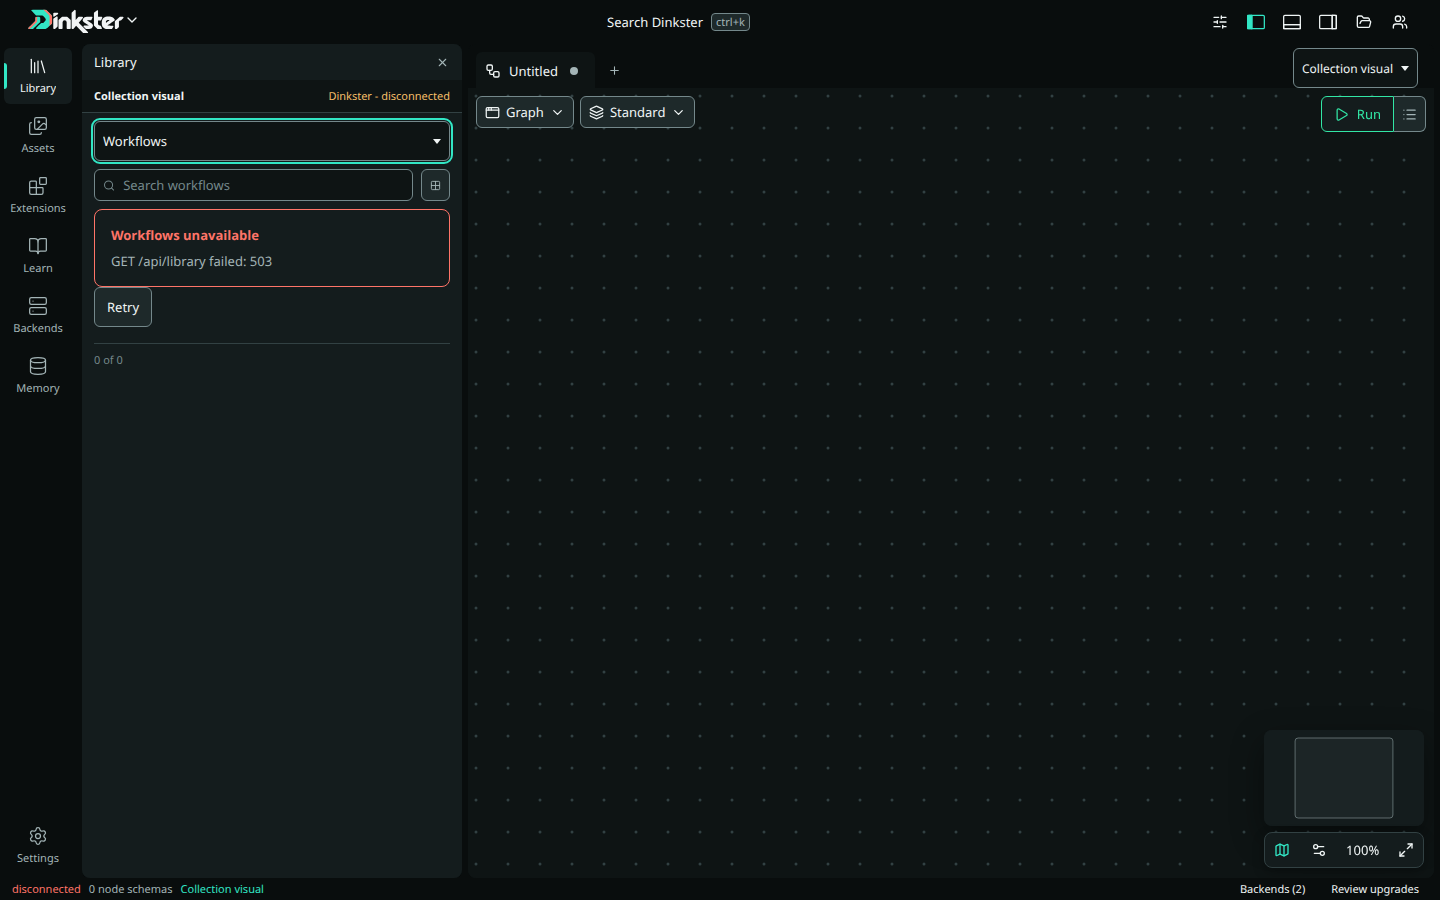 Dinkster
Search Dinkster ctrl+k
Library
Assets
Extensions
Learn
Backends
Memory
Settings
Library
Collection visual
Dinkster - disconnected
Workflows
Search workflows
Workflows unavailable
GET /api/library failed: 503
Retry
0 of 0
Untitled
Collection visual
Graph
Standard
Run
100%
disconnected 0 node schemas Collection visual
Backends (2) Review upgrades